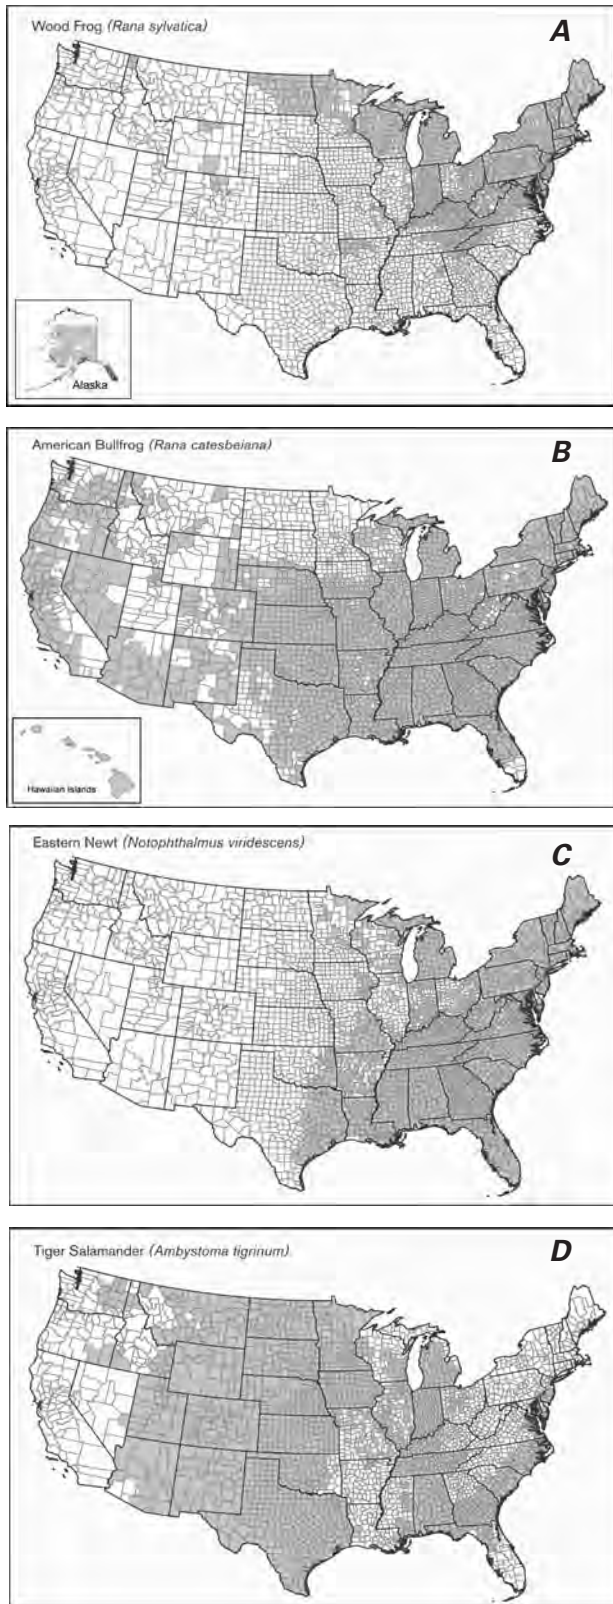 Wood Frog (Rana sylvatica)
A
Alaska
American Bullfrog (Rana catesbeiana)
B
Hawaiian Islands
Eastern Newt (Notophthalmus viridescens)
C
Tiger Salamander (Ambystoma tigrinum)
D